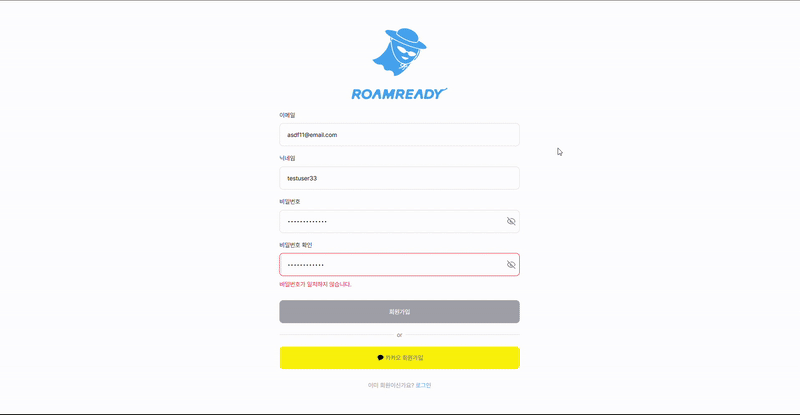 ROAMREADY
이메일
asdf11@email.com
닉네임
testuser33
비밀번호
•••••••••••••
비밀번호 확인
••••••••••••
비밀번호가 일치하지 않습니다.
회원가입
or
카카오 회원가입
이미 회원이신가요? 로그인